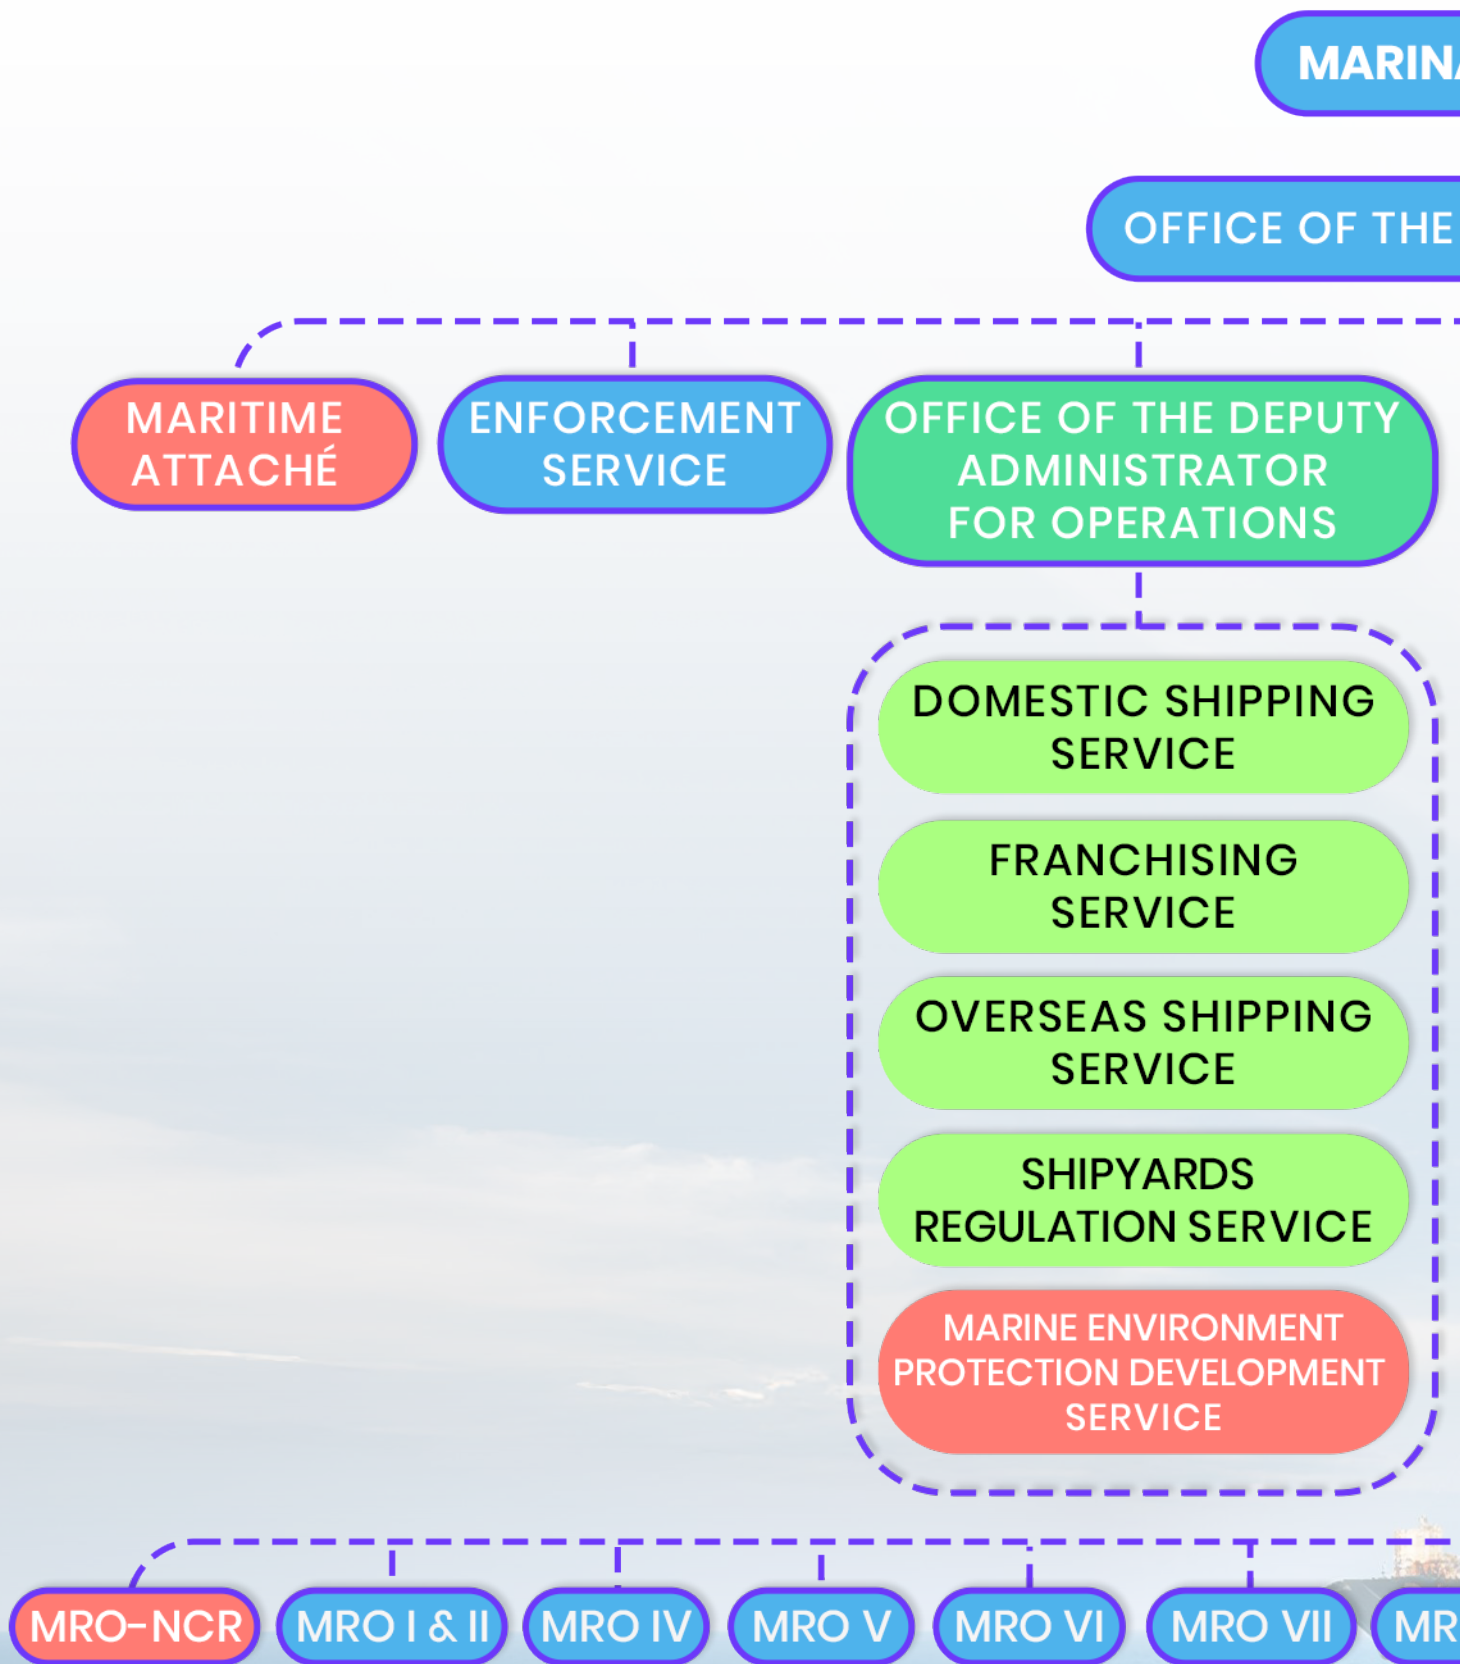 OFFICE OF THE
MARITIME
ATTACHÉ
ENFORCEMENT
SERVICE
OFFICE OF THE DEPUTY
ADMINISTRATOR
FOR OPERATIONS
DOMESTIC SHIPPING
SERVICE
FRANCHISING
SERVICE
OVERSEAS SHIPPING
SERVICE
SHIPYARDS
REGULATION SERVICE
MARINE ENVIRONMENT
PROTECTION DEVELOPMENT
SERVICE
MRO-NCR
MRO I & II
MRO IV
MRO V
MRO VI
MRO VII